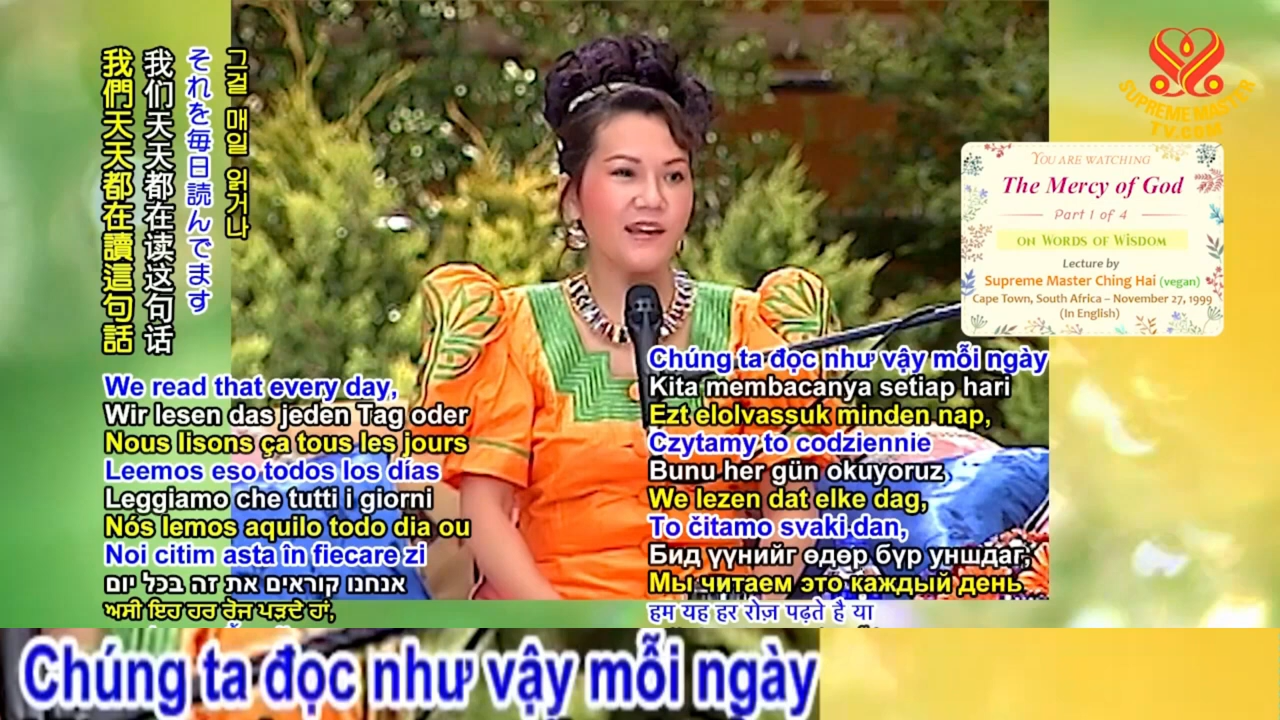 그걸 매일 읽거나
それを毎日読んでます
我们天天都在读这句话
我們天天都在讀這句話
We read that every day,
Wir lesen das jeden Tag oder
Nous lisons ça tous les jours
Leemos eso todos los días
Leggiamo che tutti i giorni
Nós lemos aquilo todo dia ou
Noi citim asta în fiecare zi
אנחנו קוראים את זה בכל יום
ਅਸੀ ਇਹ ਹਰ ਰੋਜ਼ ਪੜਦੇ ਹਾਂ,
Chúng ta đọc như vậy mỗi ngày
Kita membacanya setiap hari
Ezt elolvassuk minden nap,
Czytamy to codziennie
Bunu her gün okuyoruz
We lezen dat elke dag,
To čitamo svaki dan,
Бид үүнийг өдөр бүр уншдаг,
Мы читаем это каждый день
हम यह हर रोज़ पढ़ते है या
SUPREME MASTER
TV.COM
YOU ARE WATCHING
The Mercy of God
Part 1 of 4
ON WORDS OF WISDOM
Lecture by
Supreme Master Ching Hai (vegan)
Cape Town, South Africa – November 27, 1999
(In English)
Chúng ta đọc như vậy mỗi ngày